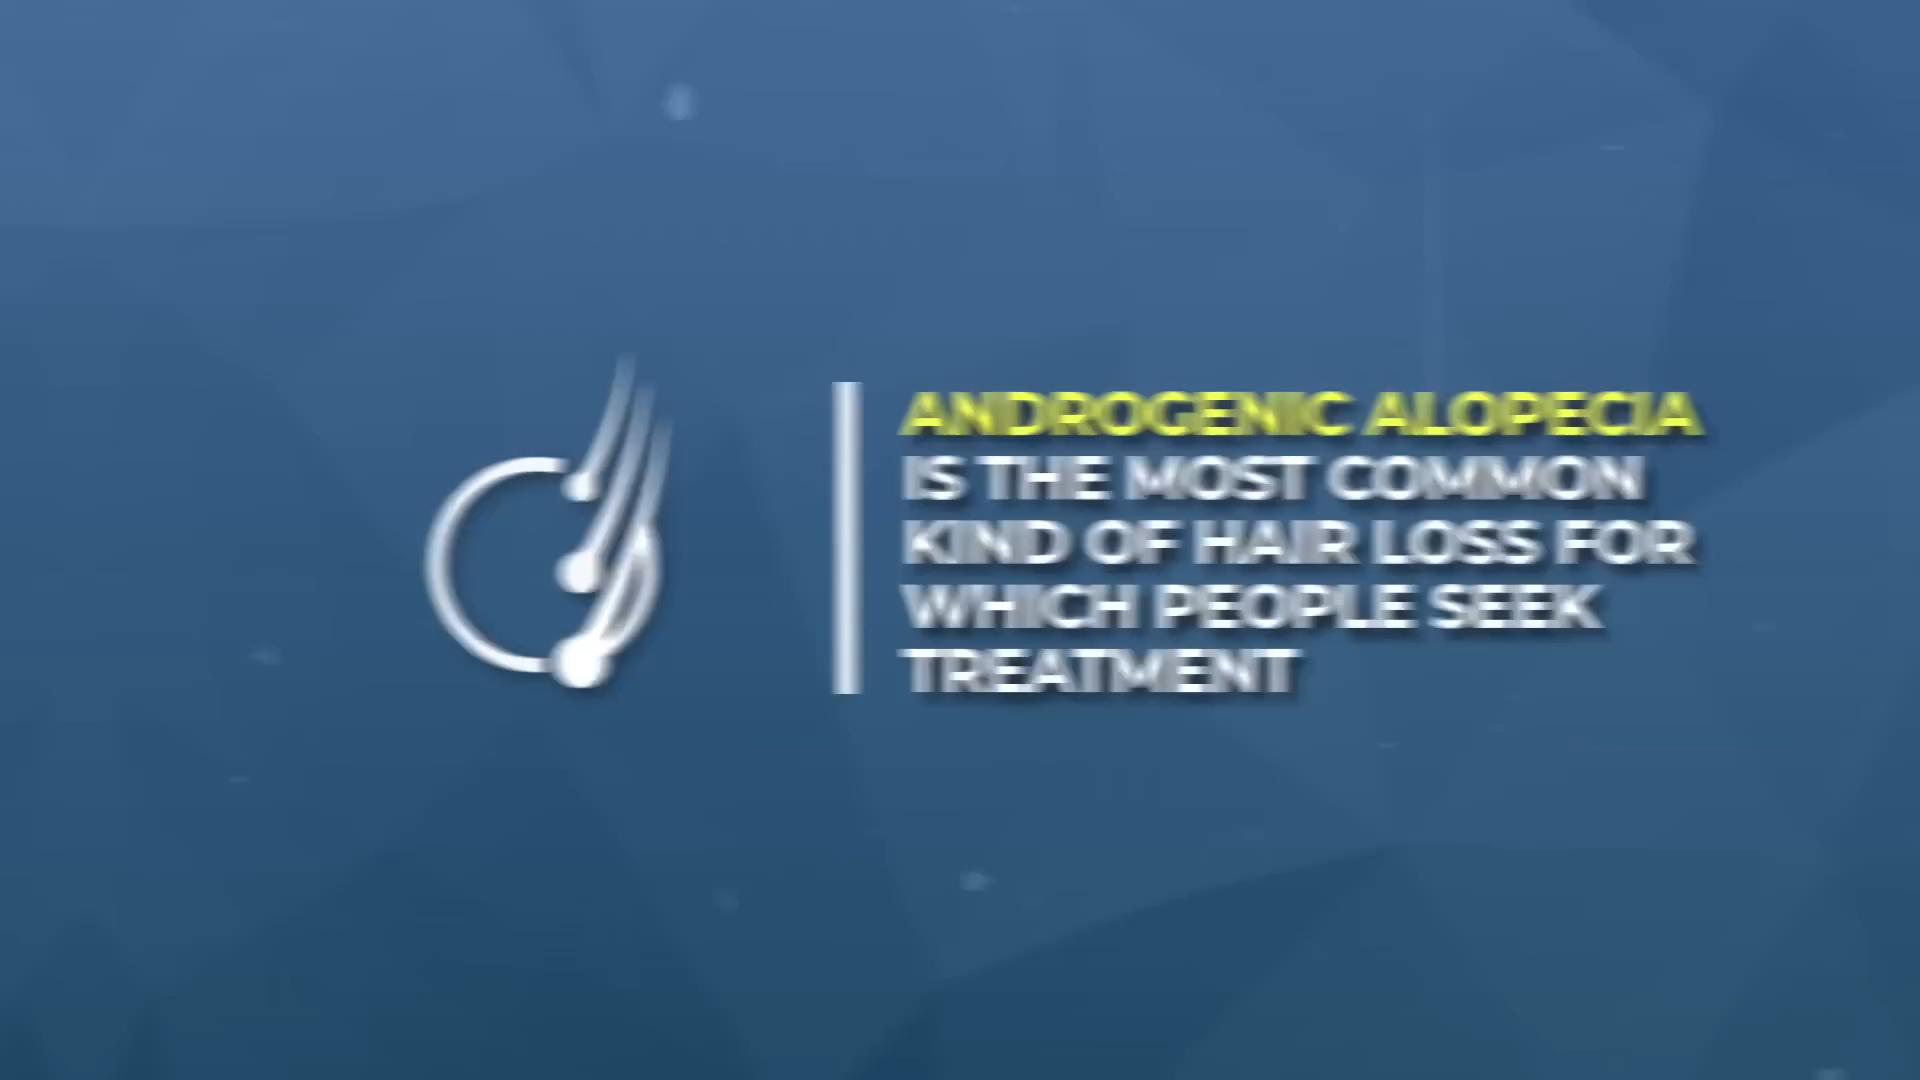 ANDROGENIC ALOPECIA
IS THE MOST COMMON
KIND OF HAIR LOSS FOR
WHICH PEOPLE SEEK
TREATMENT